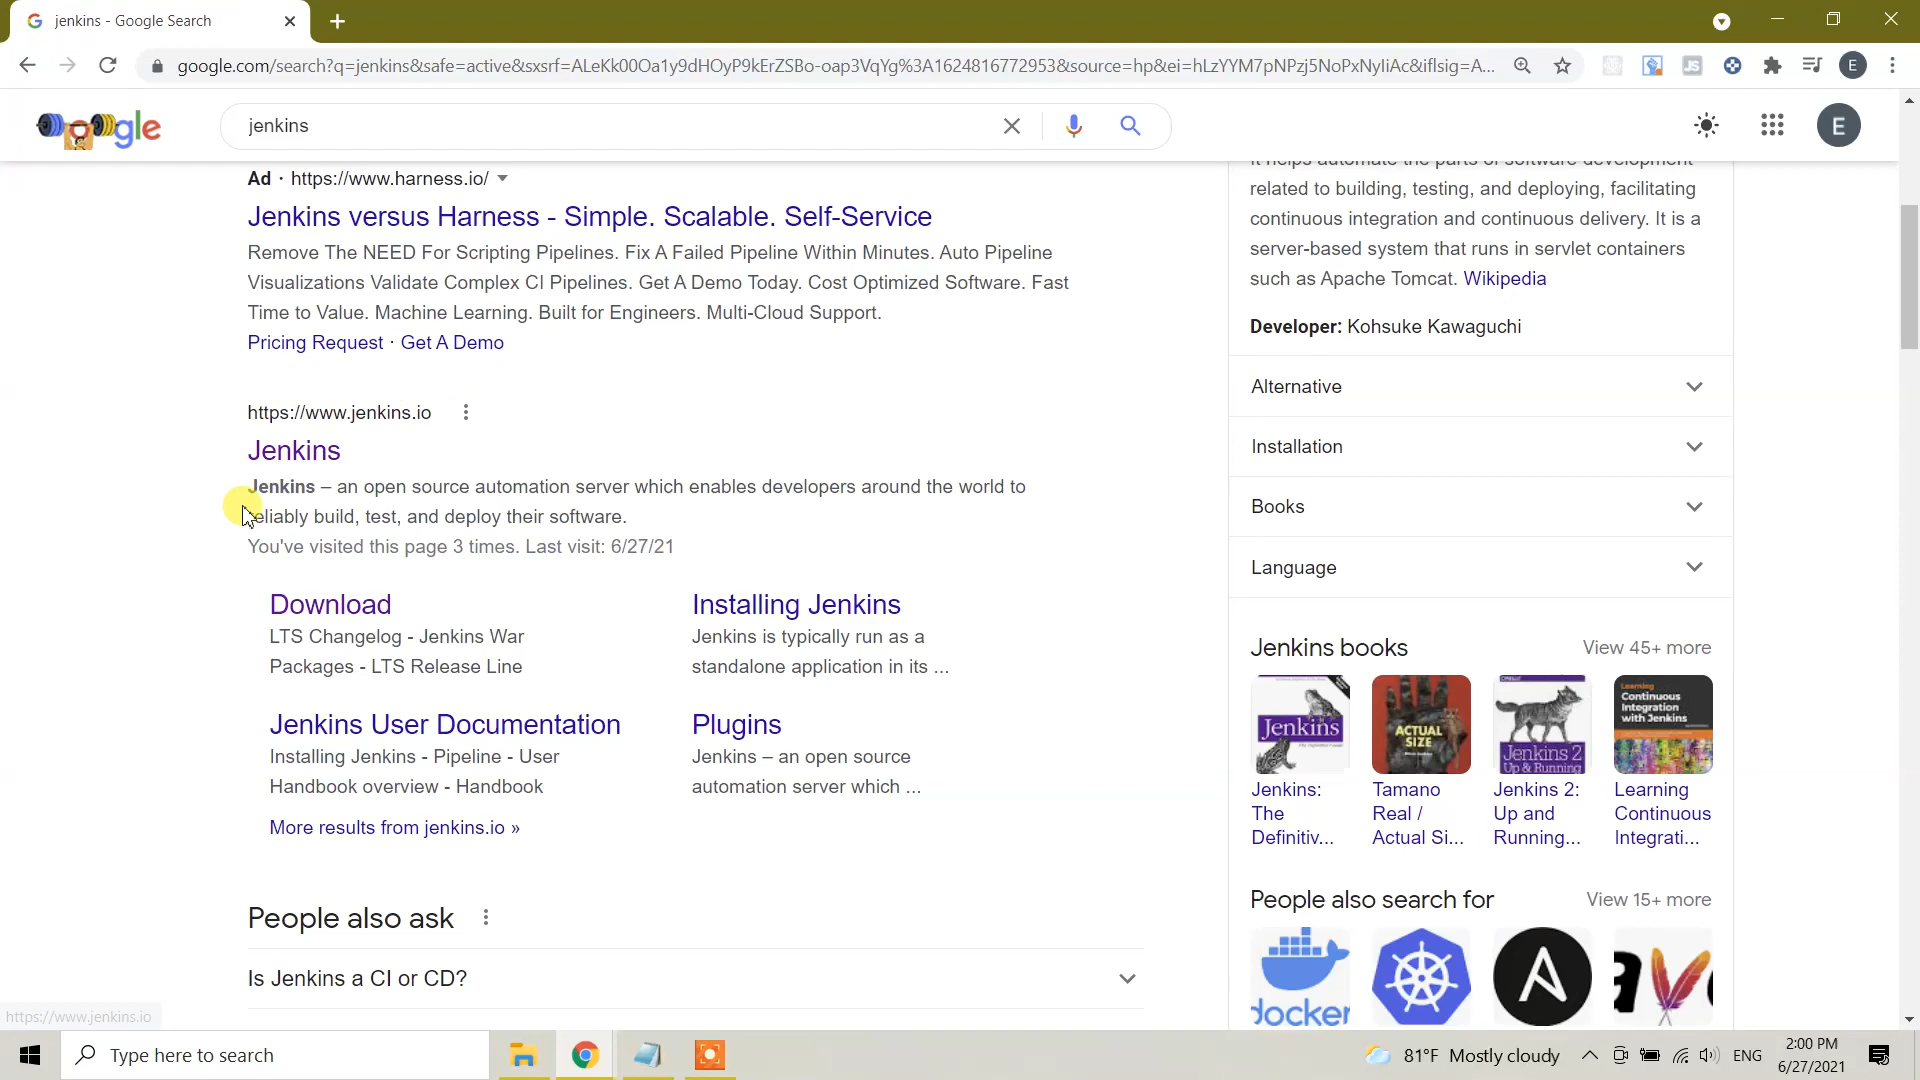 jenkins - Google Search
google.com/search?q=jenkins&safe=active&sxsrf=ALeKk00Oa1y9dHOyP9kErZSBo-oap3VqYg%3A1624816772953&source=hp&ei=hLzYYM7pNPzj5NoPxNyIiAc&iflsig=A...
E
Google
jenkins
E
Ad · https://www.harness.io/
Jenkins versus Harness - Simple. Scalable. Self-Service
Remove The NEED For Scripting Pipelines. Fix A Failed Pipeline Within Minutes. Auto Pipeline
Visualizations Validate Complex CI Pipelines. Get A Demo Today. Cost Optimized Software. Fast
Time to Value. Machine Learning. Built for Engineers. Multi-Cloud Support.
Pricing Request · Get A Demo
https://www.jenkins.io
Jenkins
Jenkins – an open source automation server which enables developers around the world to
reliably build, test, and deploy their software.
You've visited this page 3 times. Last visit: 6/27/21
Download
LTS Changelog - Jenkins War
Packages - LTS Release Line
Installing Jenkins
Jenkins is typically run as a
standalone application in its ...
Jenkins User Documentation
Installing Jenkins - Pipeline - User
Handbook overview - Handbook
Plugins
Jenkins – an open source
automation server which ...
More results from jenkins.io »
People also ask
Is Jenkins a CI or CD?
It helps automate the parts of software development
related to building, testing, and deploying, facilitating
continuous integration and continuous delivery. It is a
server-based system that runs in servlet containers
such as Apache Tomcat. Wikipedia
Developer: Kohsuke Kawaguchi
Alternative
Installation
Books
Language
Jenkins books
View 45+ more
Jenkins
ACTUAL
SIZE
Jenkins 2
Up & Running
Learning
Continuous
Integration
with Jenkins
Jenkins:
The
Definitiv...
Tamano
Real /
Actual Si...
Jenkins 2:
Up and
Running...
Learning
Continuous
Integrati...
People also search for
View 15+ more
docker
https://www.jenkins.io
Type here to search
81°F Mostly cloudy
ENG
2:00 PM
6/27/2021